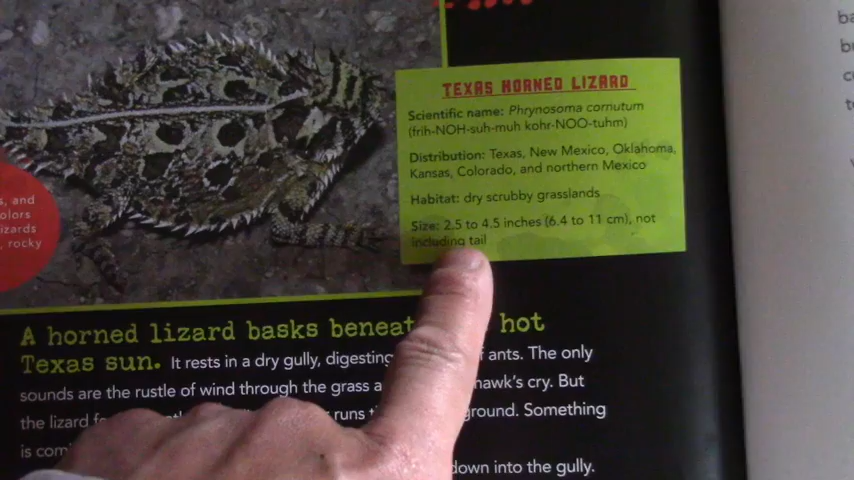 s, and
olors
izards
, rocky
TEXAS HORNED LIZARD
Scientific name: Phrynosoma cornutum
(frih-NOH-suh-muh kohr-NOO-tuhm)
Distribution: Texas, New Mexico, Oklahoma,
Kansas, Colorado, and northern Mexico
Habitat: dry scrubby grasslands
Size: 2.5 to 4.5 inches (6.4 to 11 cm), not
including tail
A horned lizard basks hot
Texas sun. It rests in a dry gully, digesting f ants. The only
sounds are the rustle of wind through the grass a hawk's cry. But
the lizard runs ground. Something
is
down into the gully.